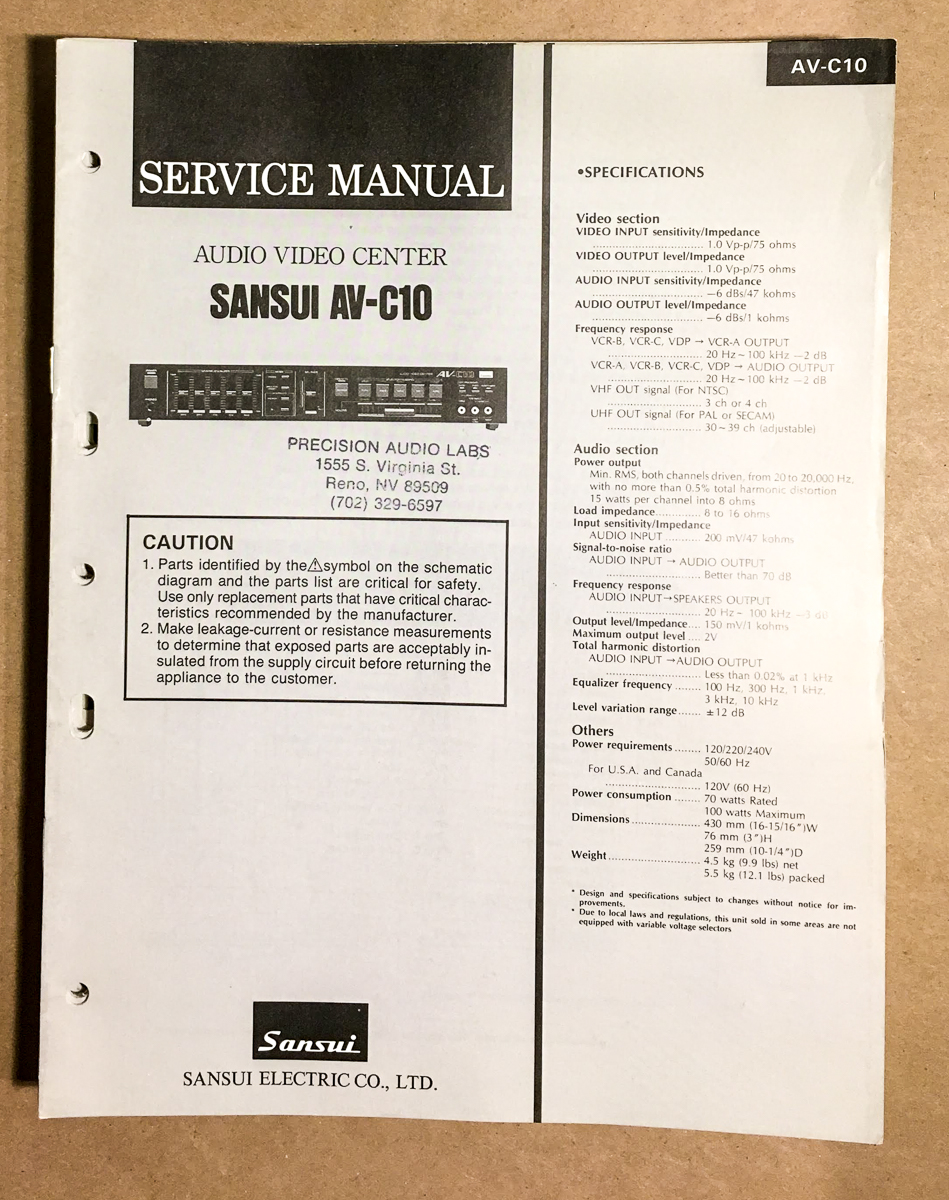 SERVICE MANUAL
AUDIO VIDEO CENTER
SANSUI AV-C10
PRECISION AUDIO LABS
1555 S. Virginia St.
Reno, NV 89509
(702) 329-6597
CAUTION
1. Parts identified by the⚠symbol on the schematic
diagram and the parts list are critical for safety.
Use only replacement parts that have critical charac-
teristics recommended by the manufacturer.
2. Make leakage-current or resistance measurements
to determine that exposed parts are acceptably in-
sulated from the supply circuit before returning the
appliance to the customer.
Sansui
SANSUI ELECTRIC CO., LTD.
AV-C10
•SPECIFICATIONS
Video section
VIDEO INPUT sensitivity/Impedance
................................. 1.0 Vp-p/75 ohms
VIDEO OUTPUT level/Impedance
................................. 1.0 Vp-p/75 ohms
AUDIO INPUT sensitivity/Impedance
................................. −6 dBs/47 kohms
AUDIO OUTPUT level/Impedance
................................. −6 dBs/1 kohms
Frequency response
VCR-B, VCR-C, VDP → VCR-A OUTPUT
............................ 20 Hz ~ 100 kHz −2 dB
VCR-A, VCR-B, VCR-C, VDP → AUDIO OUTPUT
............................ 20 Hz ~ 100 kHz −2 dB
VHF OUT signal (For NTSC)
............................ 3 ch or 4 ch
UHF OUT signal (For PAL or SECAM)
............................ 30 ~ 39 ch (adjustable)
Audio section
Power output
Min. RMS, both channels driven, from 20 to 20,000 Hz,
with no more than 0.5% total harmonic distortion
15 watts per channel into 8 ohms
Load impedance.............. 8 to 16 ohms
Input sensitivity/Impedance
AUDIO INPUT .......... 200 mV/47 kohms
Signal-to-noise ratio
AUDIO INPUT → AUDIO OUTPUT
............................ Better than 70 dB
Frequency response
AUDIO INPUT→SPEAKERS OUTPUT
............................ 20 Hz ~ 100 kHz −3 dB
Output level/Impedance.... 150 mV/1 kohms
Maximum output level .... 2V
Total harmonic distortion
AUDIO INPUT →AUDIO OUTPUT
............................ Less than 0.02% at 1 kHz
Equalizer frequency ........ 100 Hz, 300 Hz, 1 kHz,
3 kHz, 10 kHz
Level variation range....... ±12 dB
Others
Power requirements ........ 120/220/240V
50/60 Hz
For U.S.A. and Canada
............................ 120V (60 Hz)
Power consumption ........ 70 watts Rated
100 watts Maximum
Dimensions ..................... 430 mm (16-15/16″)W
76 mm (3″)H
259 mm (10-1/4″)D
Weight............................ 4.5 kg (9.9 lbs) net
5.5 kg (12.1 lbs) packed
* Design and specifications subject to changes without notice for im-
provements.
* Due to local laws and regulations, this unit sold in some areas are not
equipped with variable voltage selectors